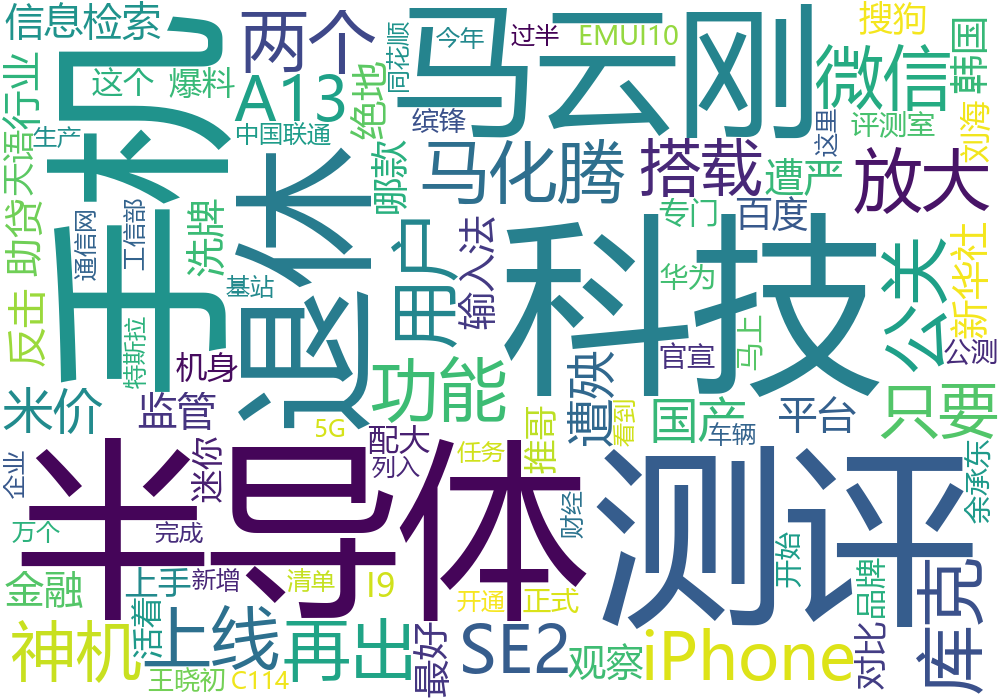 信息检索
两个
马云刚
同花顺
今年
过半
EMUI10
搜狗
行业
手机
这个
爆料
A13
绝地
微信
韩国
生产
中国联通
缤锋
评测室
刘海
这里
天语
退休
哪款
马化腾
搭载
遭严
放大
助贷
通信网
工信部
洗牌
用户
输入法
专门
百度
科技
公关
新华社
基站
华为
反击
特斯拉
机身
官宣
马上
公测
米价
监管
功能
遭殃
国产
平台
只要
5G
配大
推哥
看到
车辆
余承东
企业
迷你
列入
任务
半导体
测评
财经
万个
完成
开始
金融
上手
新增
清单
I9
开通
正式
品牌
库克
神机
活着
上线
再出
最好
SE2
观察
iPhone
对比
王晓初
C114